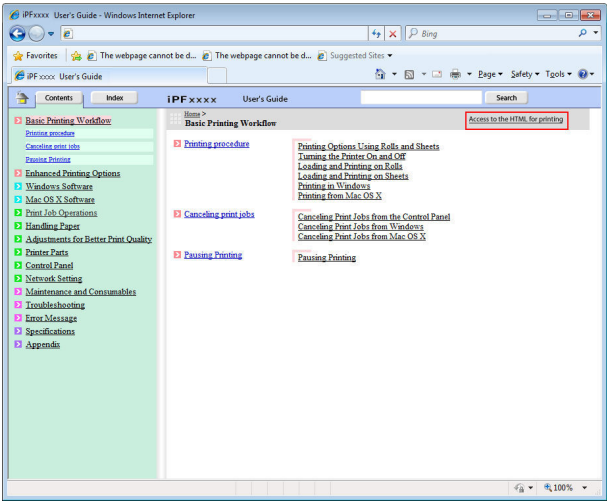 iPFxxxx User's Guide - Windows Internet Explorer
Bing
Favorites The webpage cannot be d... The webpage cannot be d... Suggested Sites
iPF xxxx User's Guide
Page Safety Tools
Contents Index iPFxxxx User's Guide Search
Basic Printing Workflow
Printing procedure
Canceling print jobs
Pausing Printing
Enhanced Printing Options
Windows Software
Mac OS X Software
Print Job Operations
Handling Paper
Adjustments for Better Print Quality
Printer Parts
Control Panel
Network Setting
Maintenance and Consumables
Troubleshooting
Error Message
Specifications
Appendix
Home >
Basic Printing Workflow
Access to the HTML for printing
Printing procedure
Printing Options Using Rolls and Sheets
Turning the Printer On and Off
Loading and Printing on Rolls
Loading and Printing on Sheets
Printing in Windows
Printing from Mac OS X
Canceling print jobs
Canceling Print Jobs from the Control Panel
Canceling Print Jobs from Windows
Canceling Print Jobs from Mac OS X
Pausing Printing
Pausing Printing
100%